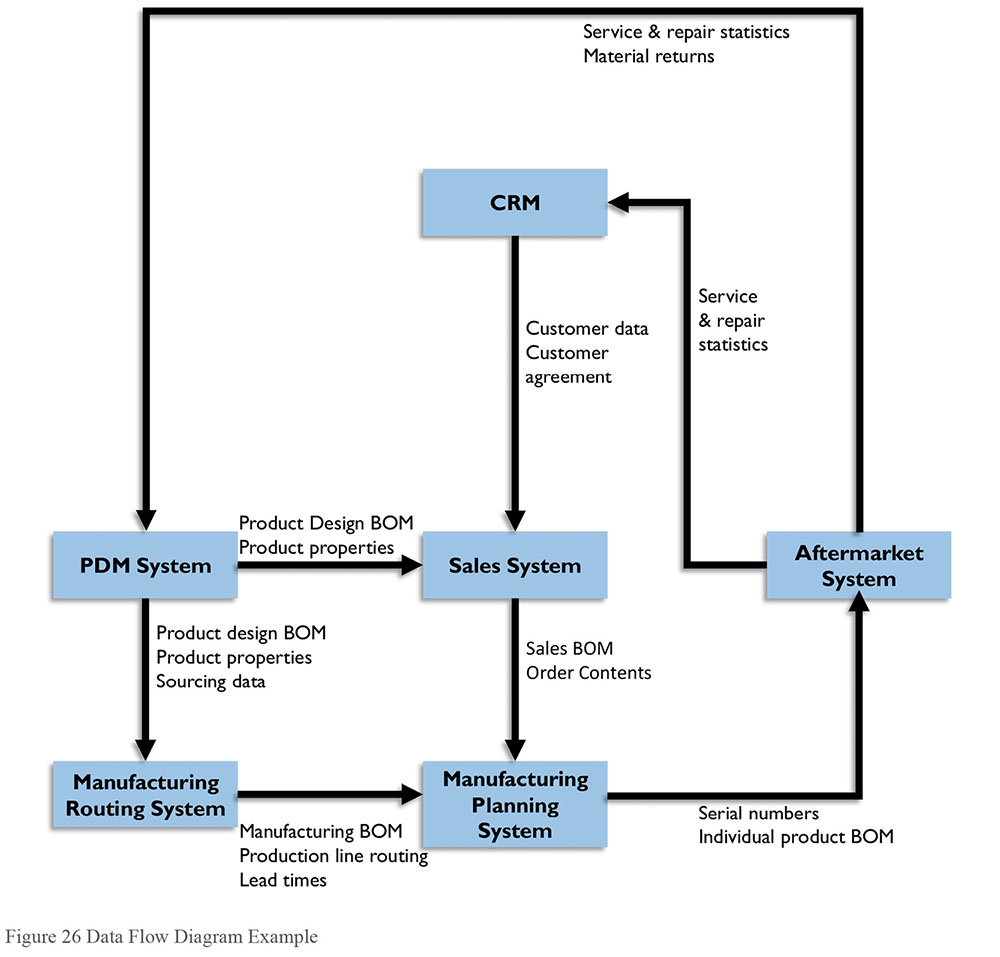 Service & repair statistics
Material returns
CRM
Service
& repair
statistics
Customer data
Customer
agreement
Product Design BOM
Product properties
PDM System
Sales System
Aftermarket
System
Product design BOM
Product properties
Sourcing data
Sales BOM
Order Contents
Manufacturing
Routing System
Manufacturing
Planning
System
Manufacturing BOM
Production line routing
Lead times
Serial numbers
Individual product BOM
Figure 26 Data Flow Diagram Example